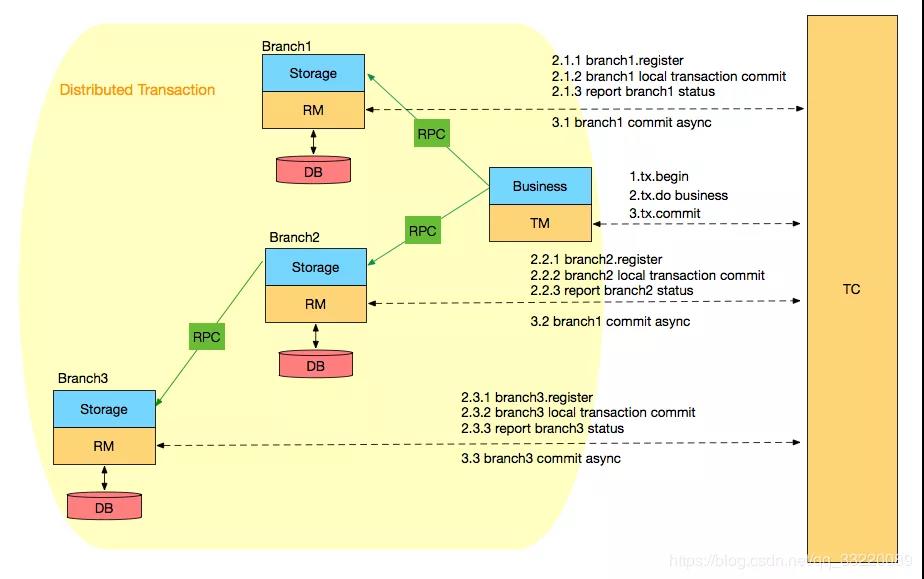 Distributed Transaction
Branch1
Storage
RM
DB
RPC
2.1.1 branch1.register
2.1.2 branch1 local transaction commit
2.1.3 report branch1 status
3.1 branch1 commit async
Business
TM
1.tx.begin
2.tx.do business
3.tx.commit
RPC
Branch2
Storage
RM
DB
2.2.1 branch2.register
2.2.2 branch2 local transaction commit
2.2.3 report branch2 status
3.2 branch1 commit async
TC
RPC
Branch3
Storage
RM
DB
2.3.1 branch3.register
2.3.2 branch3 local transaction commit
2.3.3 report branch3 status
3.3 branch3 commit async
https://blog.csdn.net/qq_33220089